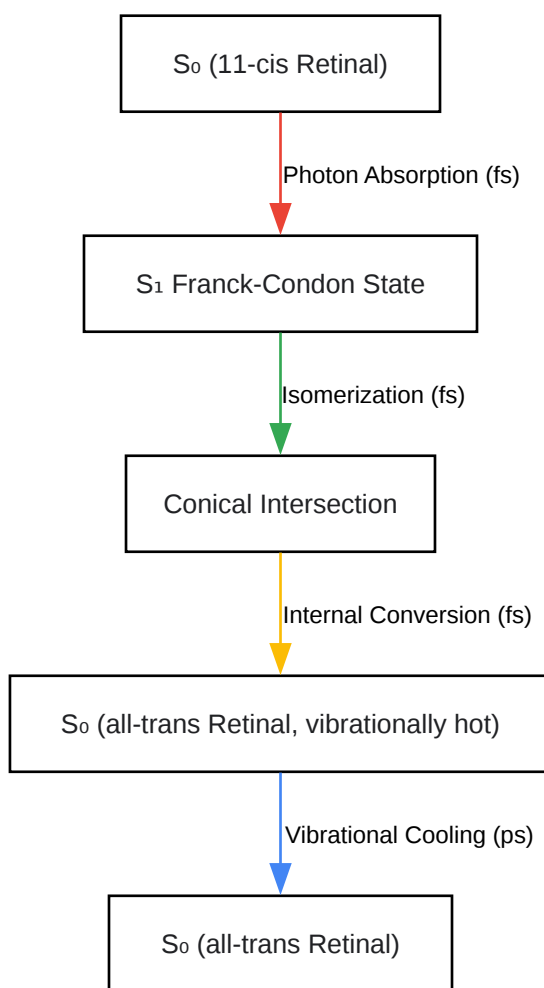 S₀ (11-cis Retinal)
Photon Absorption (fs)
S₁ Franck-Condon State
Isomerization (fs)
Conical Intersection
Internal Conversion (fs)
S₀ (all-trans Retinal, vibrationally hot)
Vibrational Cooling (ps)
S₀ (all-trans Retinal)